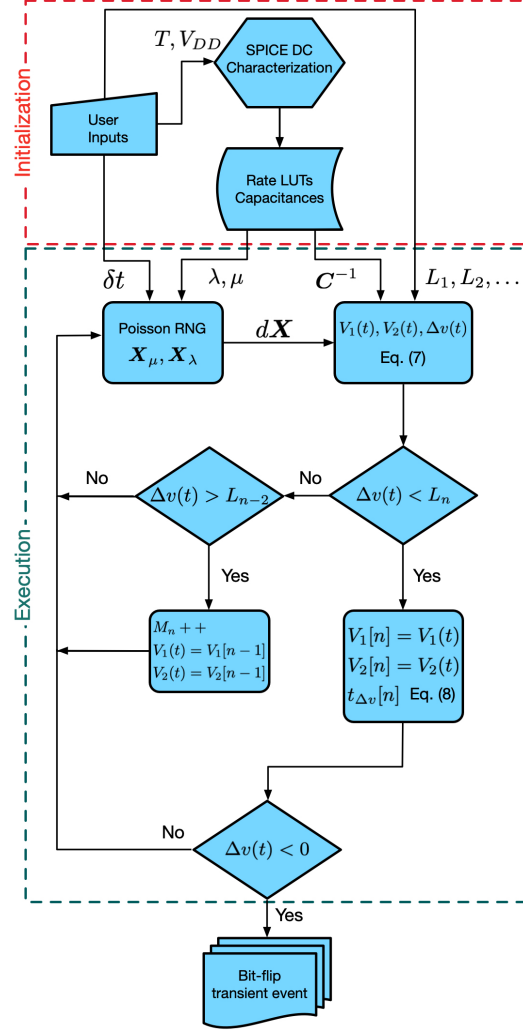 Initialization
T, V_{DD}
SPICE DC
Characterization
User
Inputs
Rate LUTs
Capacitances
Execution
δt
λ, μ
C^{-1}
L_1, L_2, ...
Poisson RNG
X_μ, X_λ
dX
V_1(t), V_2(t), Δv(t)
Eq. (7)
No
Δv(t) > L_{n-2}
No
Δv(t) < L_n
Yes
Yes
M_n ++
V_1(t) = V_1[n-1]
V_2(t) = V_2[n-1]
V_1[n] = V_1(t)
V_2[n] = V_2(t)
t_{Δv}[n] Eq. (8)
No
Δv(t) < 0
Yes
Bit-flip
transient event